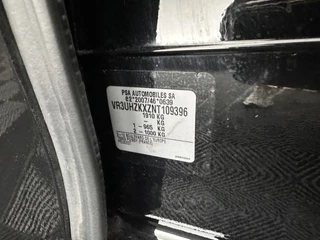 PSA AUTOMOBILES SA
e2*2007/46*0639
VR3UHZKXZNT109396
1910 KG
- KG
1 - 965 KG
2 - 1000 KG